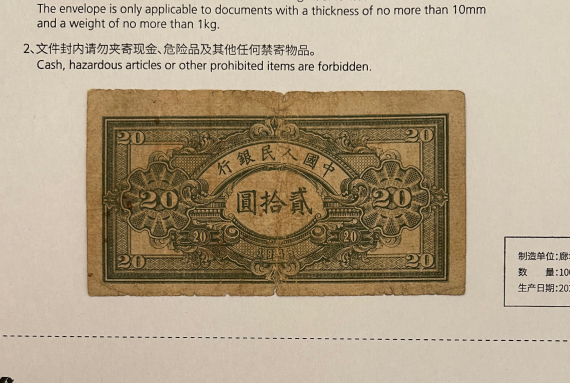 The envelope is only applicable to documents with a thickness of no more than 10mm
and a weight of no more than 1kg.
2、文件封内请勿夹寄现金、危险品及其他任何禁寄物品。
Cash, hazardous articles or other prohibited items are forbidden.
20 20
行銀民人國中
20 圓拾貳 20
20 20
20 20
制造单位:廊
数 量:10
生产日期:20